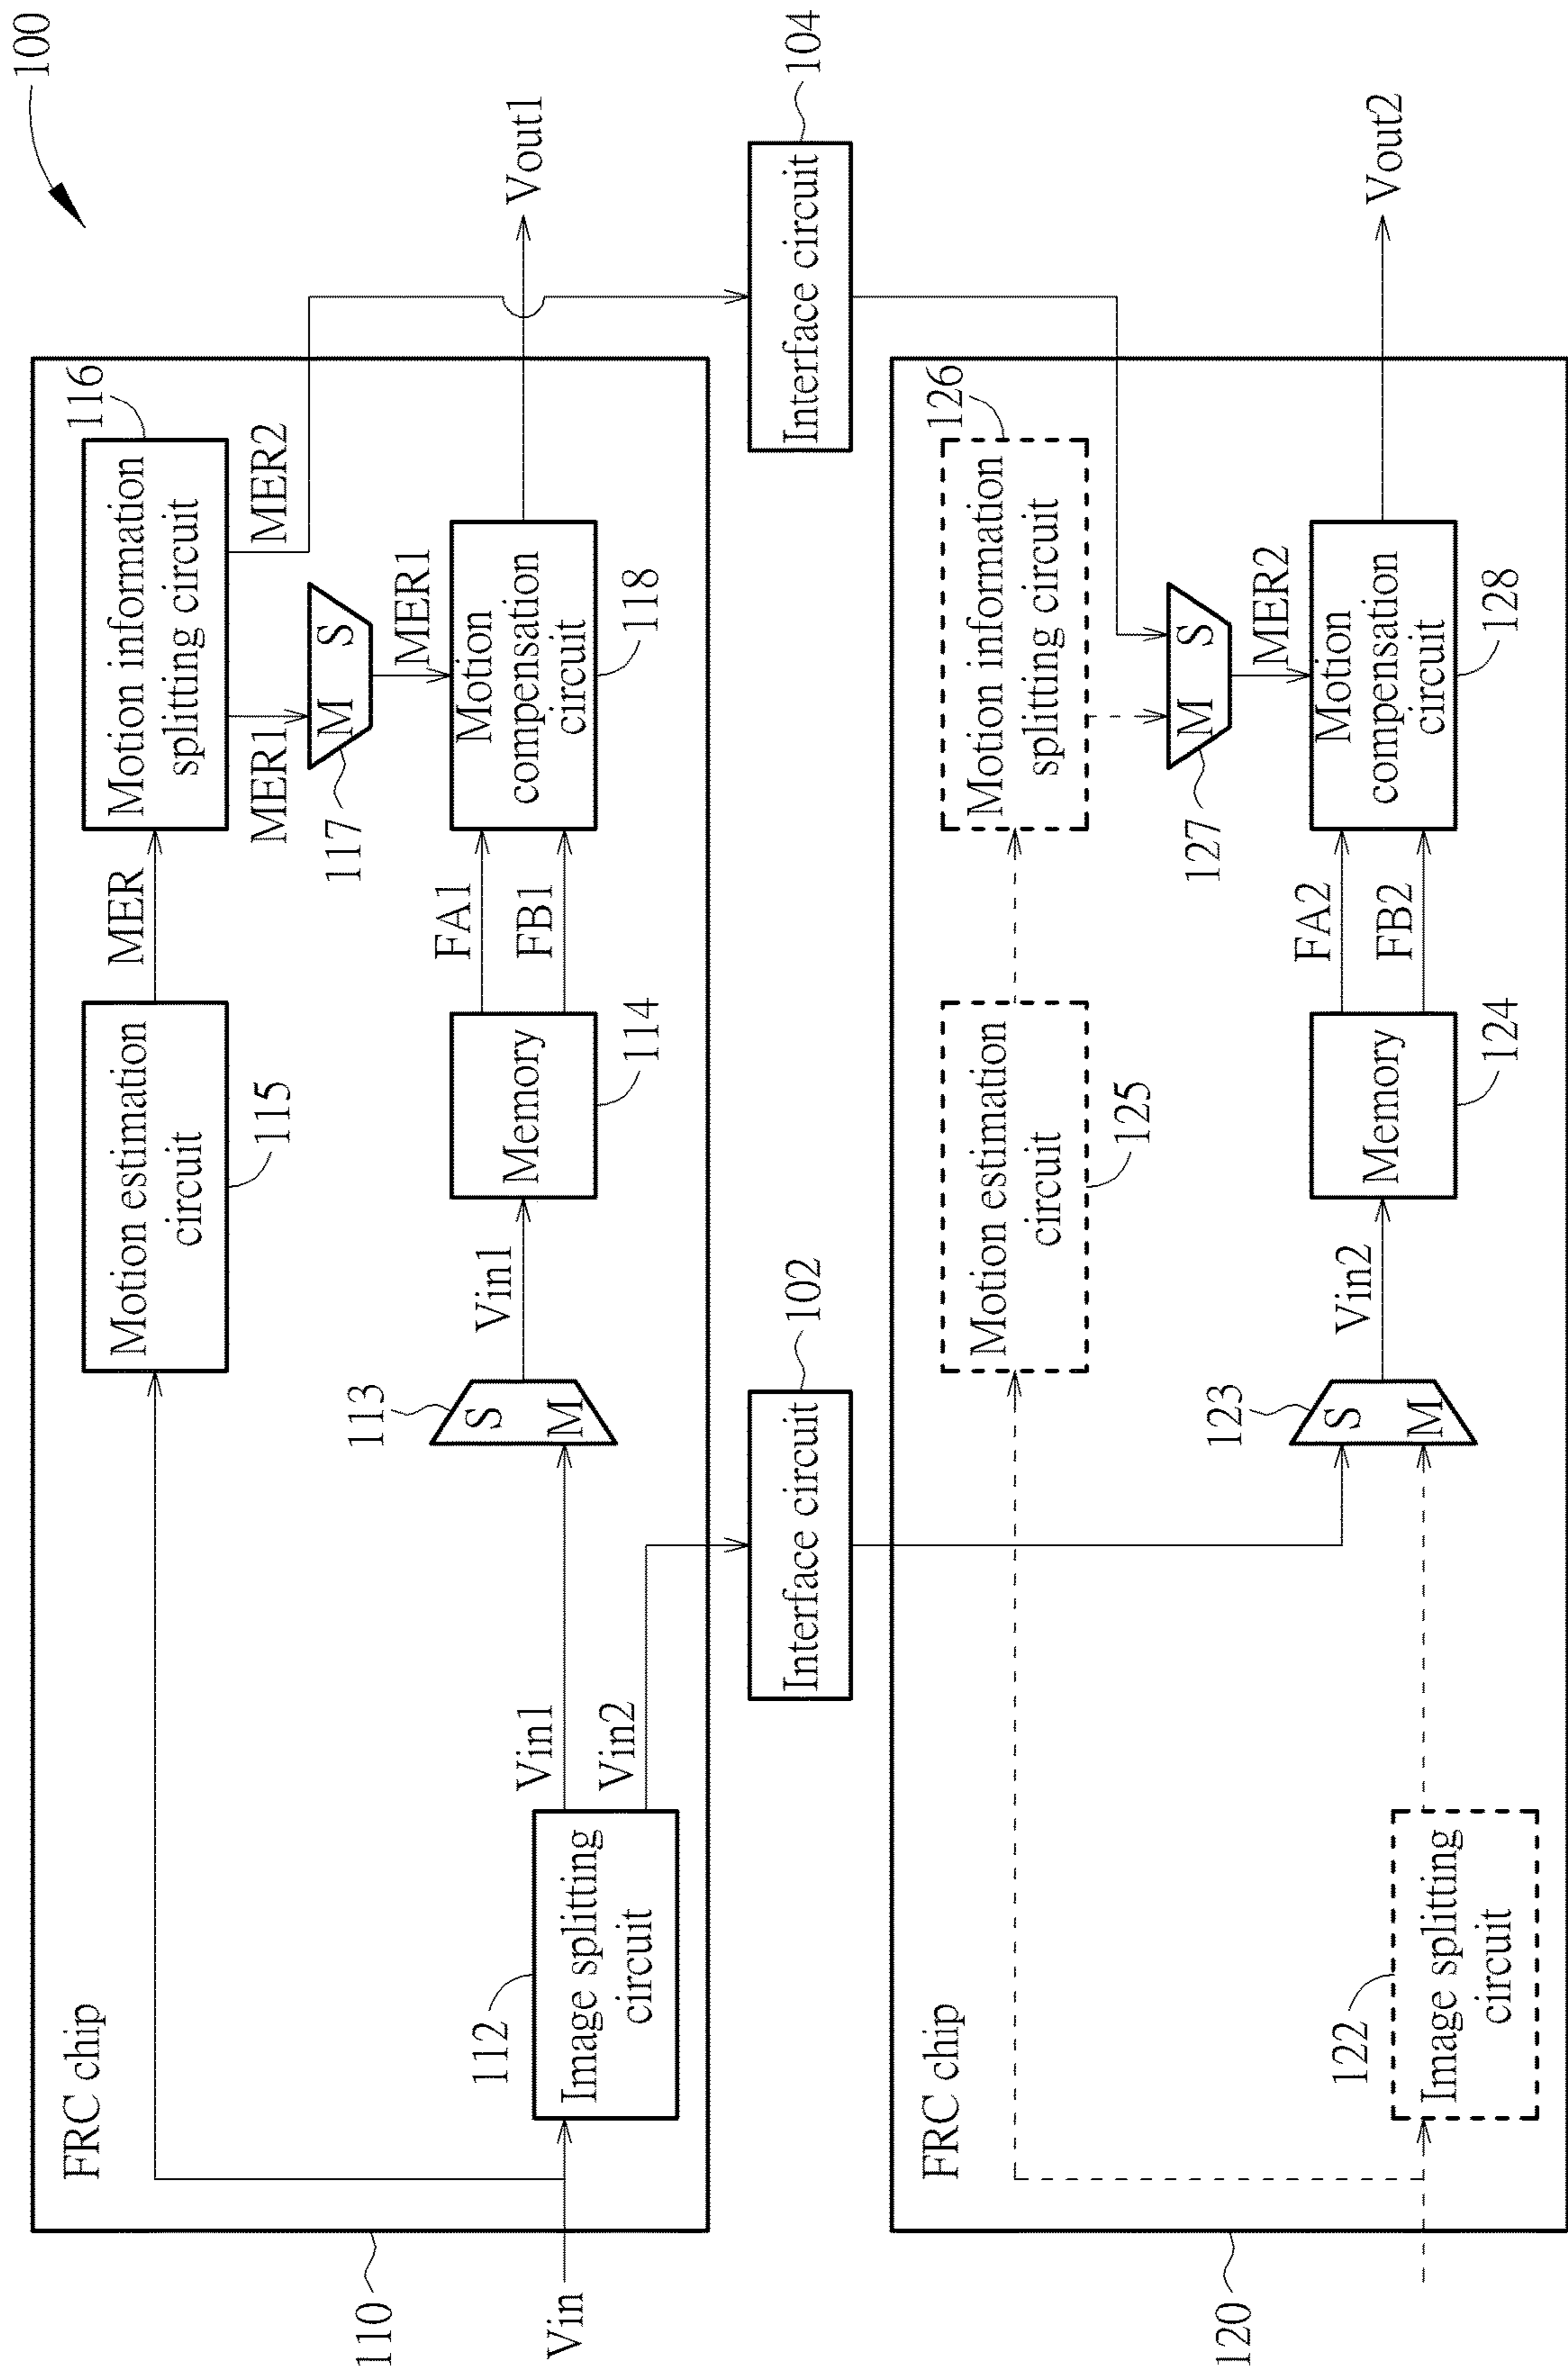 100
FRC chip
110
Vin
Motion estimation
circuit
115
MER
Motion information
splitting circuit
116
MER1
MER2
M
S
117
MER1
112
Image splitting
circuit
Vin1
Vin2
113
S
M
Vin1
Memory
114
FA1
FB1
Motion
compensation
circuit
118
Vout1
Interface circuit
102
Interface circuit
104
FRC chip
120
Motion estimation
circuit
125
Motion information
splitting circuit
126
M
S
127
MER2
122
Image splitting
circuit
123
S
M
Vin2
Memory
124
FA2
FB2
Motion
compensation
circuit
128
Vout2